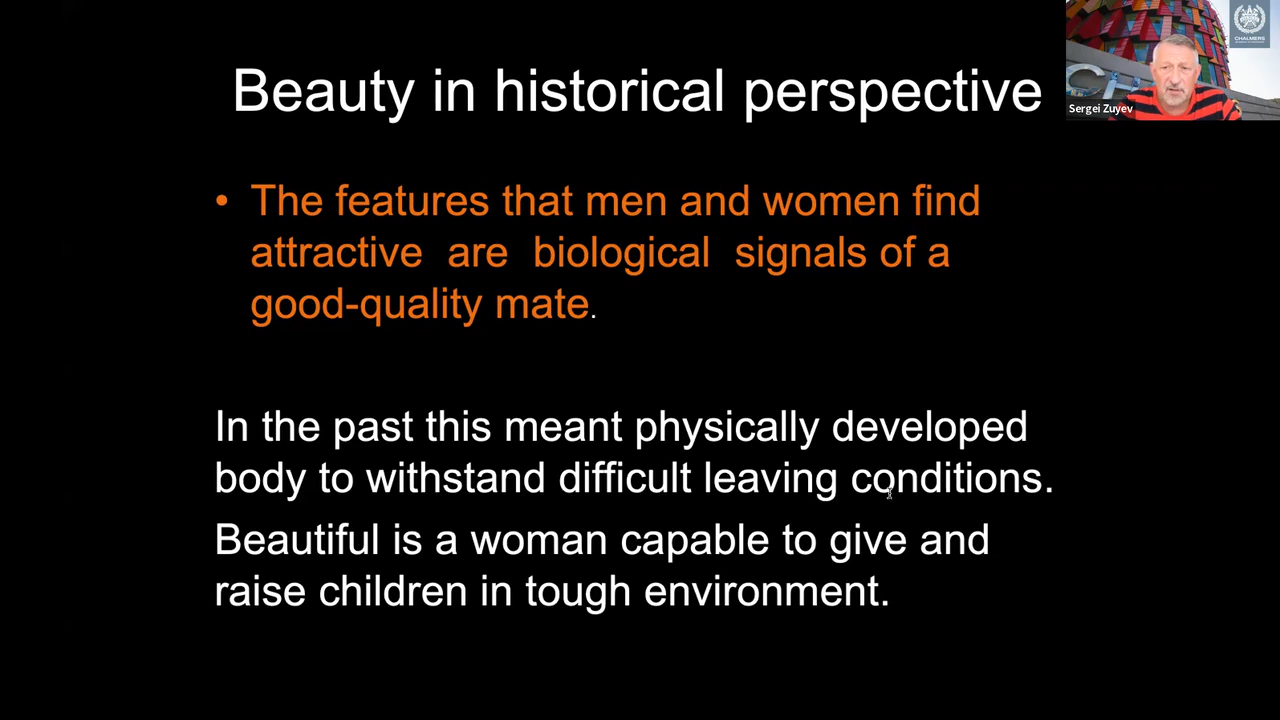 Beauty in historical perspective
CHALMERS
Sergei Zuyev
• The features that men and women find
attractive are biological signals of a
good-quality mate.
In the past this meant physically developed
body to withstand difficult leaving conditions.
Beautiful is a woman capable to give and
raise children in tough environment.